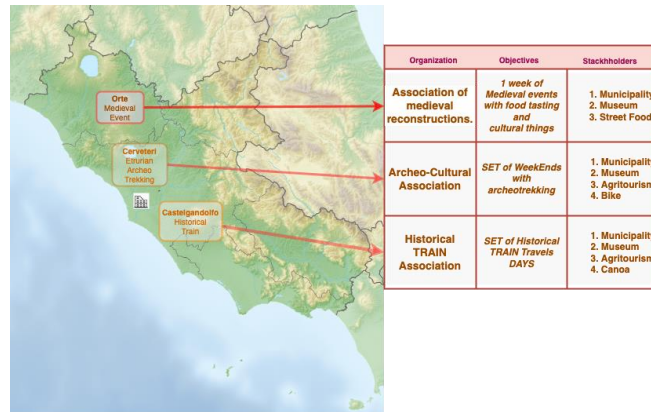 Orte
Medieval
Event
Cerveteri
Etrurian
Archeo
Trekking
Castelgandolfo
Historical
Train
Organization Objectives Stackhholders
Association of
medieval
reconstructions.
1 week of
Medieval events
with food tasting
and
cultural things
1. Municipality
2. Museum
3. Street Food
Archeo-Cultural
Association
SET of WeekEnds
with
archeotrekking
1. Municipality
2. Museum
3. Agritourism
4. Bike
Historical
TRAIN
Association
SET of Historical
TRAIN Travels
DAYS
1. Municipality
2. Museum
3. Agritourism
4. Canoa